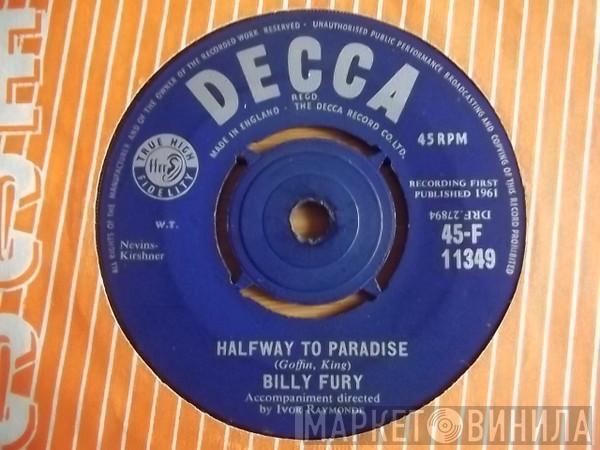 ALL RIGHTS OF THE MANUFACTURER AND OF THE OWNER OF THE RECORDED WORK RESERVED · UNAUTHORISED PUBLIC PERFORMANCE BROADCASTING AND COPYING OF THIS RECORD PROHIBITED
DECCA
REGD.
MADE IN ENGLAND · THE DECCA RECORD CO. LTD.
45 RPM
TRUE HIGH
ffrr
FIDELITY
RECORDING FIRST
PUBLISHED 1961
DRF.27894
W.T.
45-F
11349
Nevins-
Kirshner
HALFWAY TO PARADISE
(Goffin, King)
BILLY FURY
Accompaniment directed
by IVOR RAYMONDE
МАРКЕТ ВИНИЛА